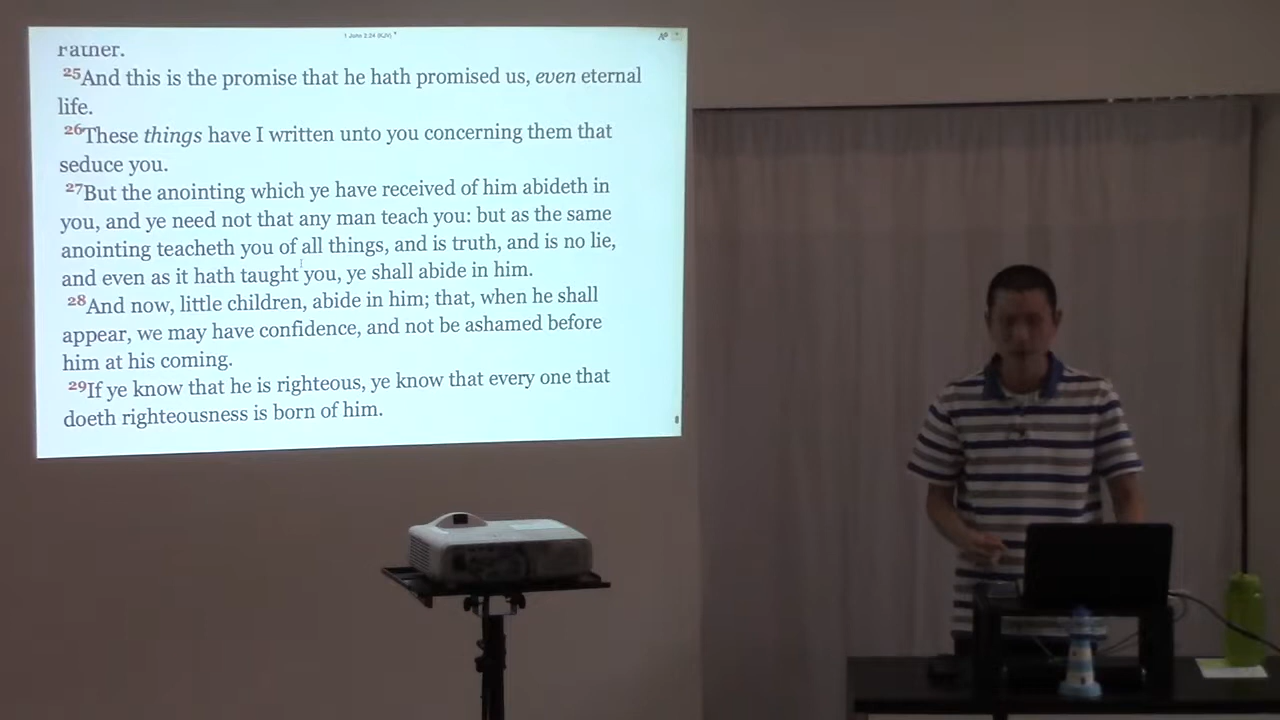 1 John 2:24 (KJV)
Father.
25And this is the promise that he hath promised us, even eternal
life.
26These things have I written unto you concerning them that
seduce you.
27But the anointing which ye have received of him abideth in
you, and ye need not that any man teach you: but as the same
anointing teacheth you of all things, and is truth, and is no lie,
and even as it hath taught you, ye shall abide in him.
28And now, little children, abide in him; that, when he shall
appear, we may have confidence, and not be ashamed before
him at his coming.
29If ye know that he is righteous, ye know that every one that
doeth righteousness is born of him.